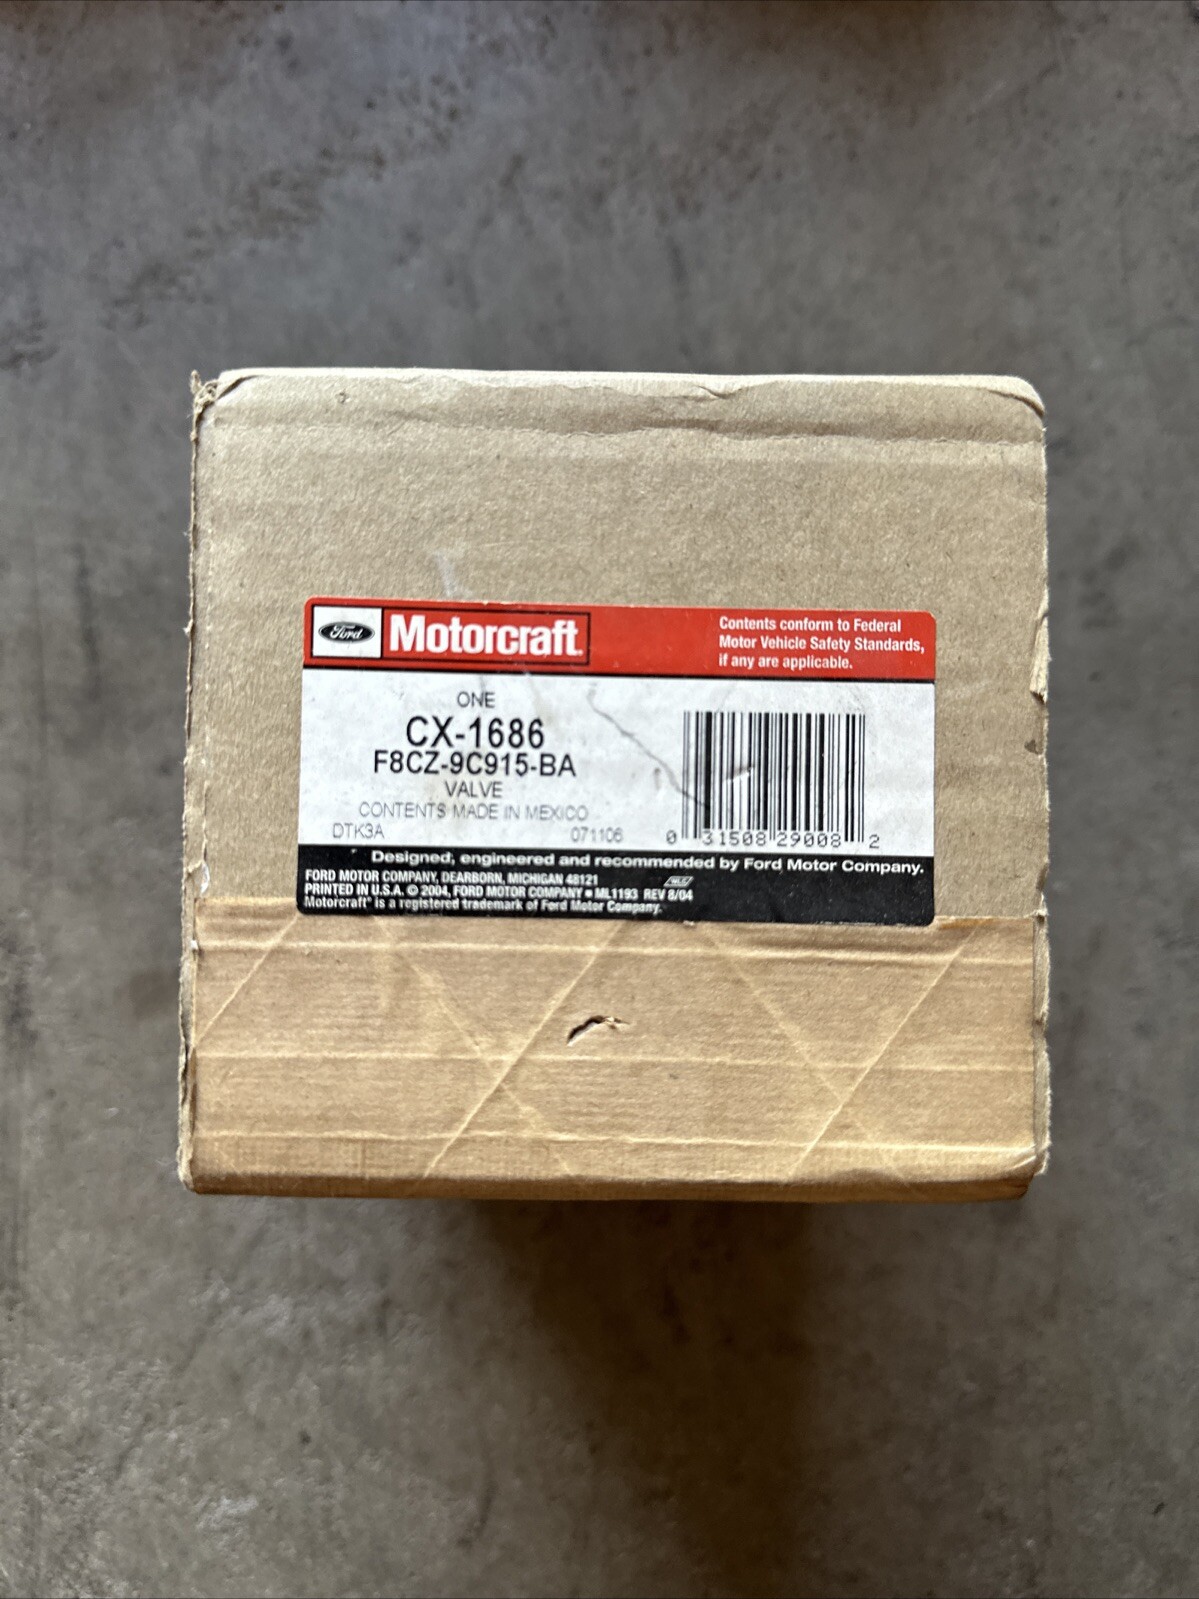 Ford
Motorcraft
Contents conform to Federal
Motor Vehicle Safety Standards,
if any are applicable.
ONE
CX-1686
F8CZ-9C915-BA
VALVE
CONTENTS MADE IN MEXICO
DTK3A 071106
0 31508 29008 2
Designed, engineered and recommended by Ford Motor Company.
FORD MOTOR COMPANY, DEARBORN, MICHIGAN 48121
PRINTED IN U.S.A. © 2004, FORD MOTOR COMPANY • ML1193 REV 8/04
Motorcraft® is a registered trademark of Ford Motor Company.